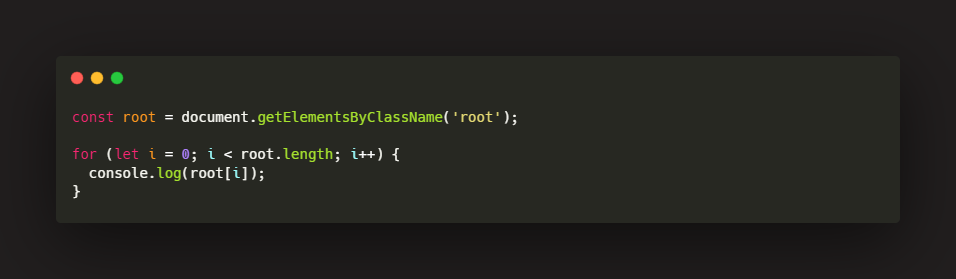 const root = document.getElementsByClassName('root');
for (let i = 0; i < root.length; i++) {
  console.log(root[i]);
}